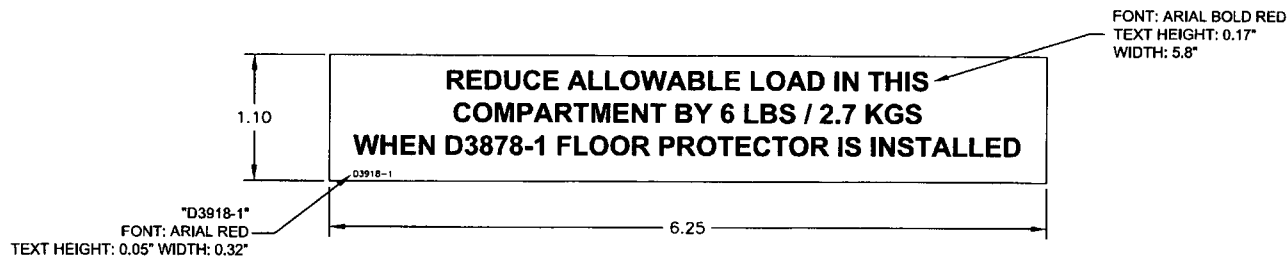 FONT: ARIAL BOLD RED
TEXT HEIGHT: 0.17"
WIDTH: 5.8"
1.10
REDUCE ALLOWABLE LOAD IN THIS
COMPARTMENT BY 6 LBS / 2.7 KGS
WHEN D3878-1 FLOOR PROTECTOR IS INSTALLED
D3918-1
"D3918-1"
FONT: ARIAL RED
TEXT HEIGHT: 0.05" WIDTH: 0.32"
6.25